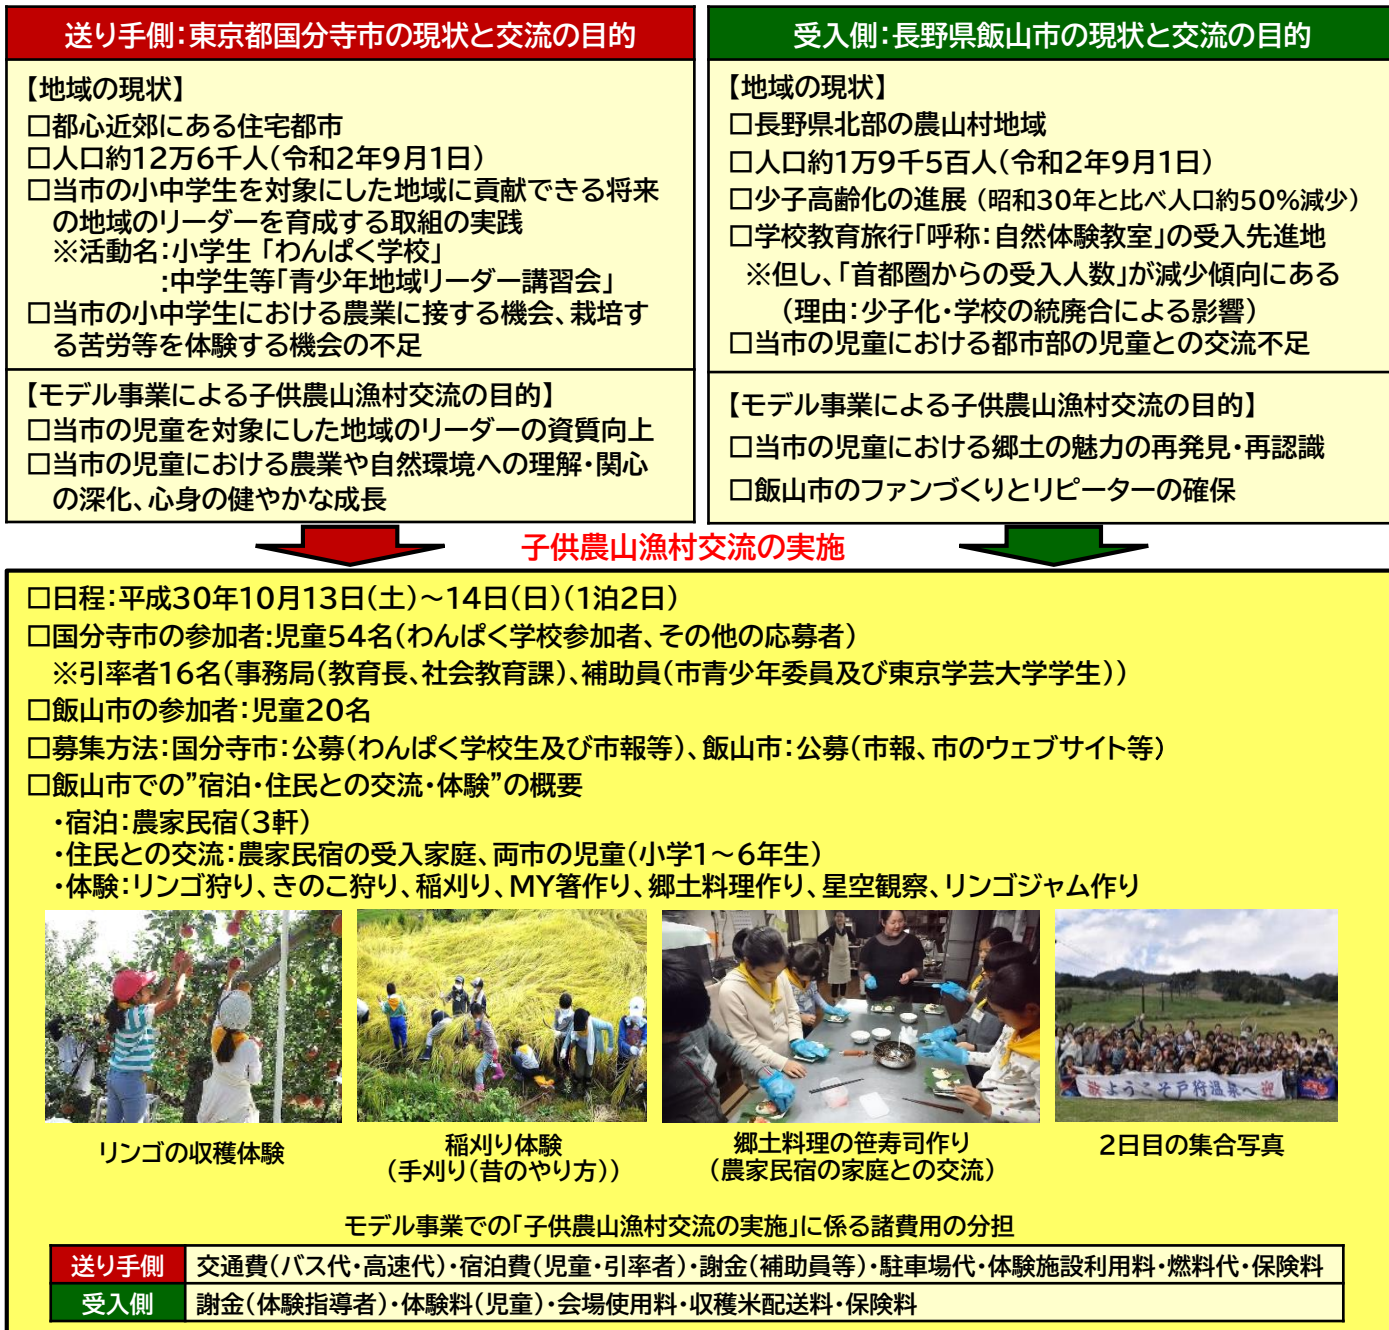 送り手側：東京都国分寺市の現状と交流の目的
【地域の現状】
□都心近郊にある住宅都市
□人口約12万6千人（令和2年9月1日）
□当市の小中学生を対象にした地域に貢献できる将来
の地域のリーダーを育成する取組の実践
※活動名：小学生「わんぱく学校」
：中学生等「青少年地域リーダー講習会」
□当市の小中学生における農業に接する機会、栽培す
る苦労等を体験する機会の不足
【モデル事業による子供農山漁村交流の目的】
□当市の児童を対象にした地域のリーダーの資質向上
□当市の児童における農業や自然環境への理解・関心
の深化、心身の健やかな成長
受入側：長野県飯山市の現状と交流の目的
【地域の現状】
□長野県北部の農山村地域
□人口約1万9千5百人（令和2年9月1日）
□少子高齢化の進展（昭和30年と比べ人口約50％減少）
□学校教育旅行「呼称：自然体験教室」の受入先進地
※但し、「首都圏からの受入人数」が減少傾向にある
（理由：少子化・学校の統廃合による影響）
□当市の児童における都市部の児童との交流不足
【モデル事業による子供農山漁村交流の目的】
□当市の児童における郷土の魅力の再発見・再認識
□飯山市のファンづくりとリピーターの確保
子供農山漁村交流の実施
□日程：平成30年10月13日（土）～14日（日）（1泊2日）
□国分寺市の参加者：児童54名（わんぱく学校参加者、その他の応募者）
※引率者16名（事務局（教育長、社会教育課）、補助員（市青少年委員及び東京学芸大学学生））
□飯山市の参加者：児童20名
□募集方法：国分寺市：公募（わんぱく学校生及び市報等）、飯山市：公募（市報、市のウェブサイト等）
□飯山市での”宿泊・住民との交流・体験”の概要
・宿泊：農家民宿（3軒）
・住民との交流：農家民宿の受入家庭、両市の児童（小学1～6年生）
・体験：リンゴ狩り、きのこ狩り、稲刈り、MY箸作り、郷土料理作り、星空観察、リンゴジャム作り
歓ようこそ戸狩温泉へ迎
リンゴの収穫体験
稲刈り体験
（手刈り（昔のやり方））
郷土料理の笹寿司作り
（農家民宿の家庭との交流）
2日目の集合写真
モデル事業での「子供農山漁村交流の実施」に係る諸費用の分担
送り手側 交通費（バス代・高速代）・宿泊費（児童・引率者）・謝金（補助員等）・駐車場代・体験施設利用料・燃料代・保険料
受入側 謝金（体験指導者）・体験料（児童）・会場使用料・収穫米配送料・保険料